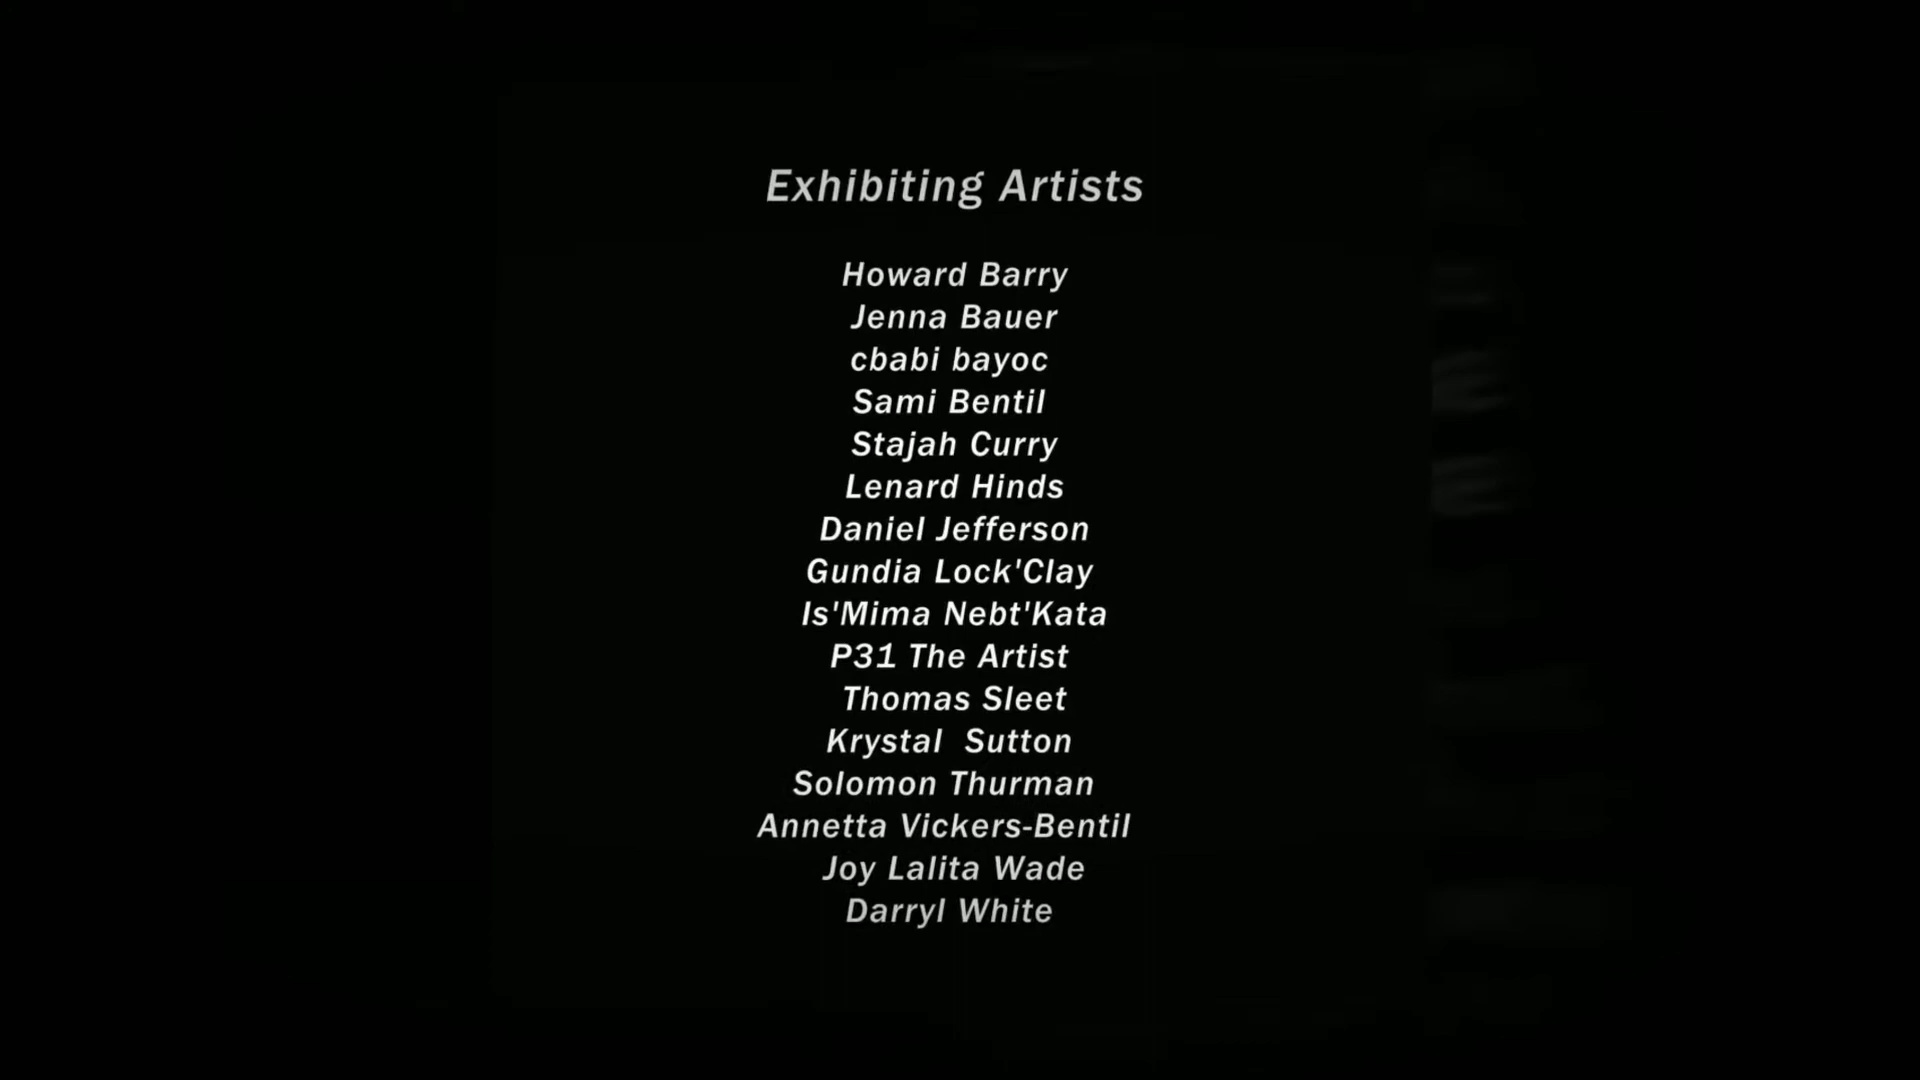 Exhibiting Artists
Howard Barry
Jenna Bauer
cbabi bayoc
Sami Bentil
Stajah Curry
Lenard Hinds
Daniel Jefferson
Gundia Lock'Clay
Is'Mima Nebt'Kata
P31 The Artist
Thomas Sleet
Krystal  Sutton
Solomon Thurman
Annetta Vickers-Bentil
Joy Lalita Wade
Darryl White